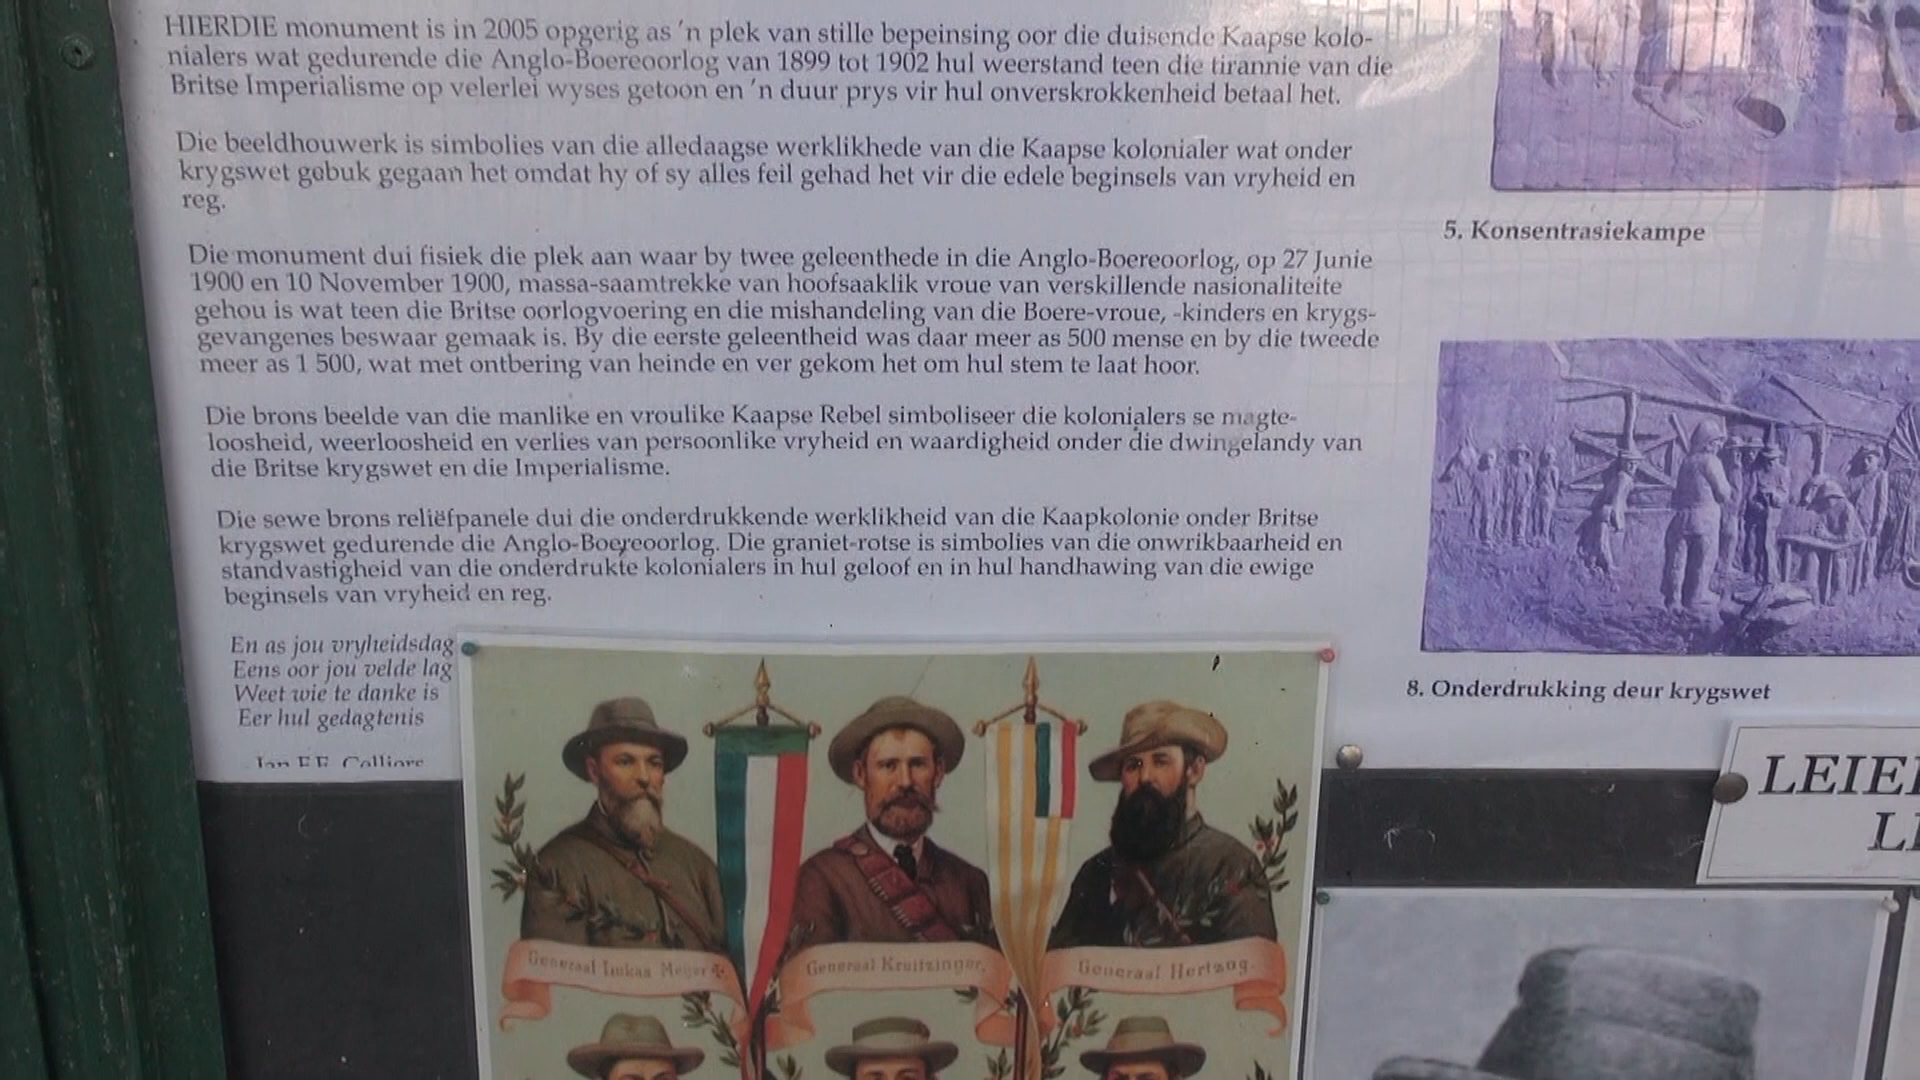 HIERDIE monument is in 2005 opgerig as 'n plek van stille bepeinsing oor die duisende Kaapse kolo-
nialers wat gedurende die Anglo-Boereoorlog van 1899 tot 1902 hul weerstand teen die tirannie van die
Britse Imperialisme op velerlei wyses getoon en 'n duur prys vir hul onverskrokkenheid betaal het.
Die beeldhouwerk is simbolies van die alledaagse werklikhede van die Kaapse kolonialer wat onder
krygswet gebuk gegaan het omdat hy of sy alles feil gehad het vir die edele beginsels van vryheid en
reg.
Die monument dui fisiek die plek aan waar by twee geleenthede in die Anglo-Boereoorlog, op 27 Junie
1900 en 10 November 1900, massa-saamtrekke van hoofsaaklik vroue van verskillende nasionaliteite
gehou is wat teen die Britse oorlogvoering en die mishandeling van die Boere-vroue, -kinders en krygs-
gevangenes beswaar gemaak is. By die eerste geleentheid was daar meer as 500 mense en by die tweede
meer as 1 500, wat met ontbering van heinde en ver gekom het om hul stem te laat hoor.
Die brons beelde van die manlike en vroulike Kaapse Rebel simboliseer die kolonialers se magte-
loosheid, weerloosheid en verlies van persoonlike vryheid en waardigheid onder die dwingelandy van
die Britse krygswet en die Imperialisme.
Die sewe brons reliëfpanele dui die onderdrukkende werklikheid van die Kaapkolonie onder Britse
krygswet gedurende die Anglo-Boereoorlog. Die graniet-rotse is simbolies van die onwrikbaarheid en
standvastigheid van die onderdrukte kolonialers in hul geloof en in hul handhawing van die ewige
beginsels van vryheid en reg.
En as jou vryheidsdag
Eens oor jou velde lag
Weet wie te danke is
Eer hul gedagtenis
Jan F.E. Celliers
5. Konsentrasiekampe
8. Onderdrukking deur krygswet
Generaal Lukas Meijer
Generaal Kruitzinger.
Generaal Hertzog.